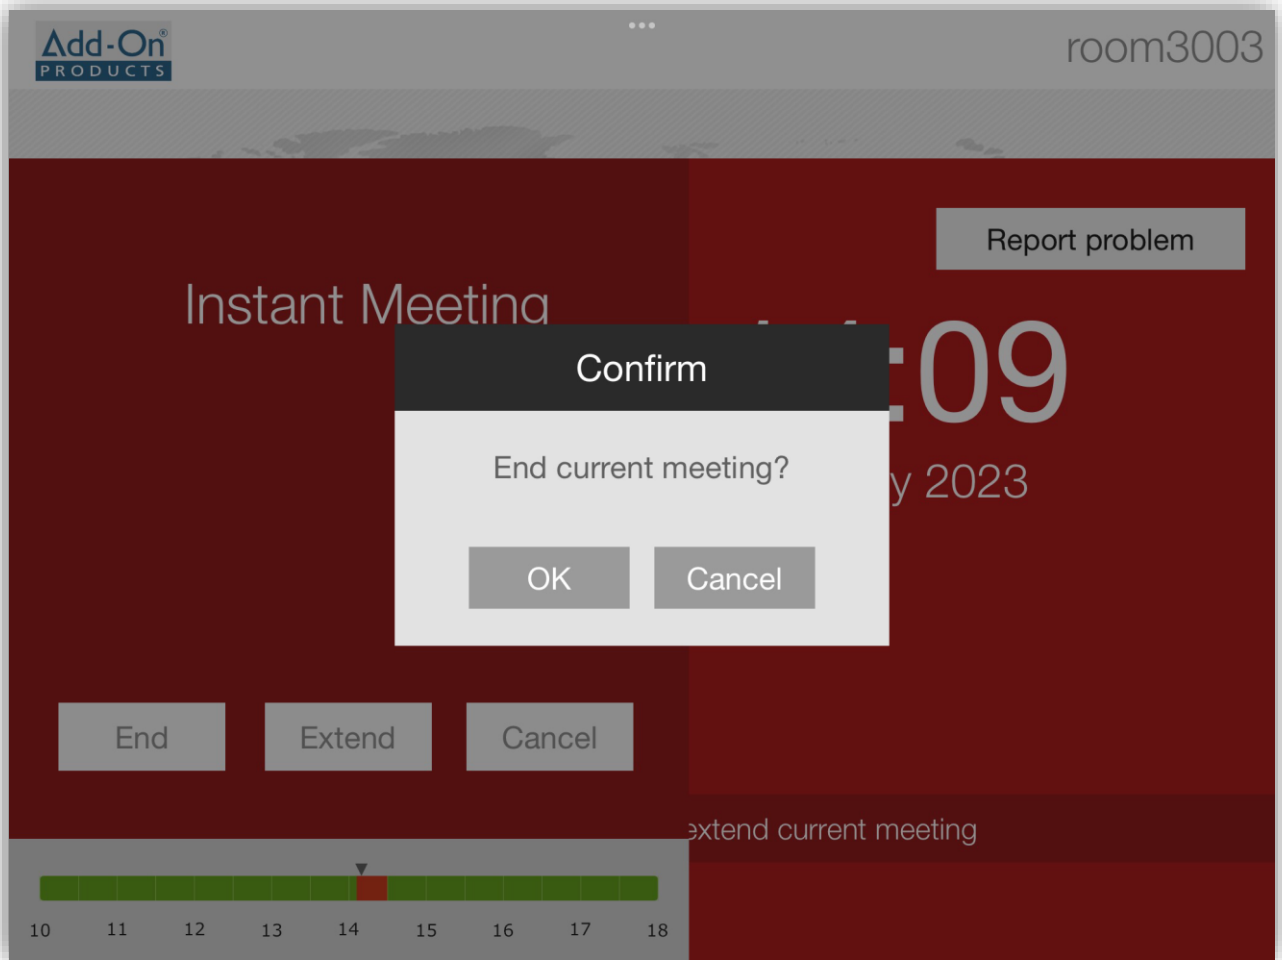 Add-On®
PRODUCTS
room3003
Report problem
Instant Meeting
:09
2023
Confirm
End current meeting?
OK
Cancel
End
Extend
Cancel
extend current meeting
10 11 12 13 14 15 16 17 18